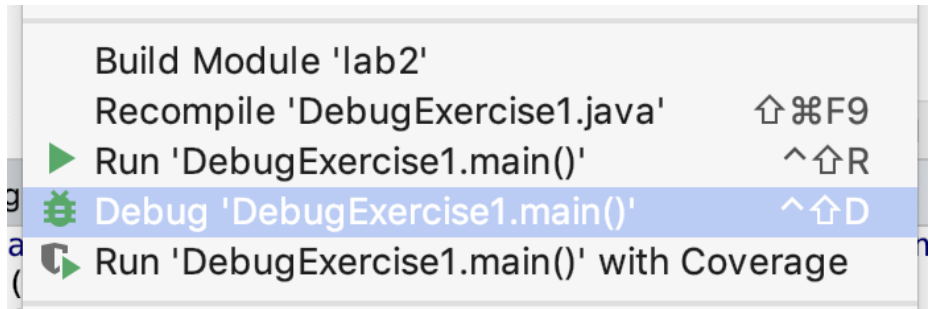 Build Module 'lab2'
Recompile 'DebugExercise1.java' ⇧⌘F9
Run 'DebugExercise1.main()' ^⇧R
Debug 'DebugExercise1.main()' ^⇧D
Run 'DebugExercise1.main()' with Coverage